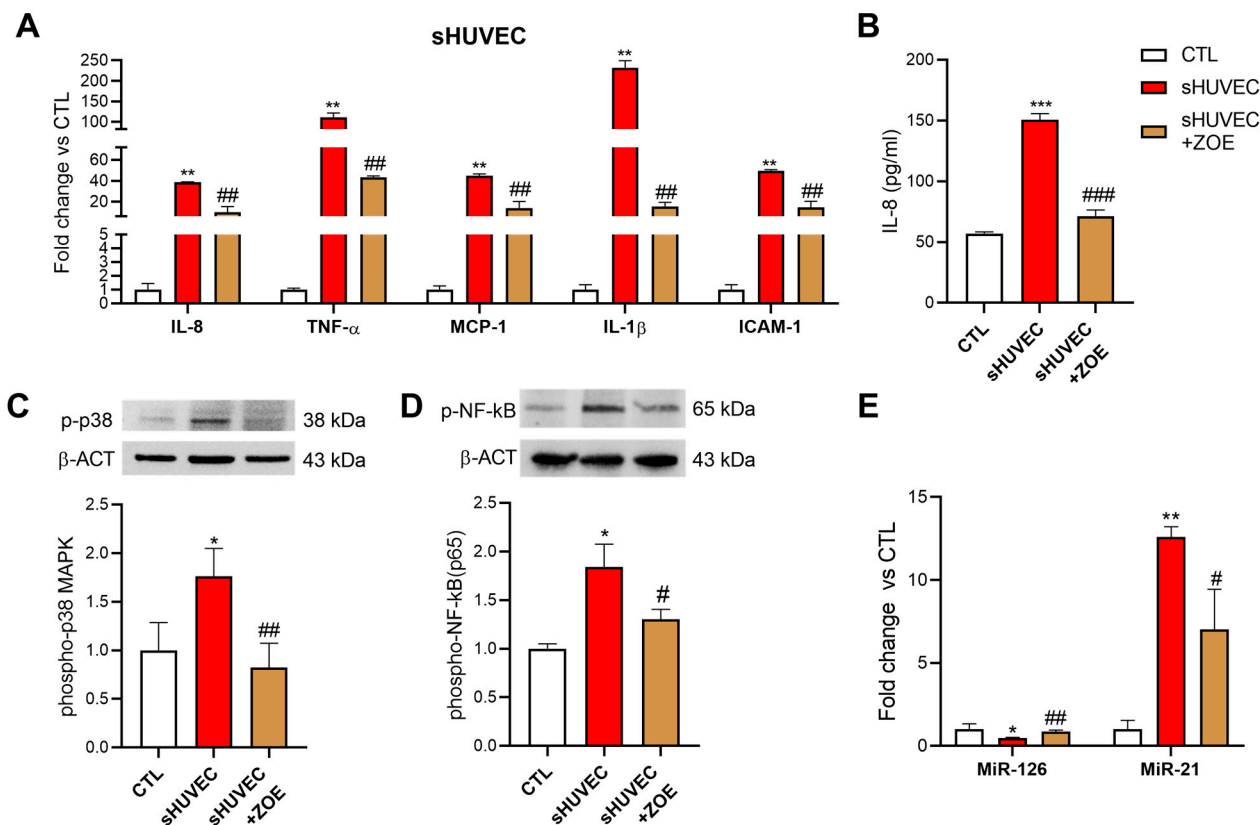 A
sHUVEC
Fold change vs CTL
250
200
150
100
60
40
20
5
4
3
2
1
0
**
##
**
##
**
##
**
##
**
##
IL-8
TNF-α
MCP-1
IL-1β
ICAM-1
B
IL-8 (pg/ml)
200
150
100
50
0
***
###
CTL
sHUVEC
sHUVEC
+ZOE
CTL
sHUVEC
sHUVEC
+ZOE
C
p-p38
38 kDa
β-ACT
43 kDa
phospho-p38 MAPK
2.5
2.0
1.5
1.0
0.5
0.0
*
##
CTL
sHUVEC
sHUVEC
+ZOE
D
p-NF-kB
65 kDa
β-ACT
43 kDa
phospho-NF-kB(p65)
2.5
2.0
1.5
1.0
0.5
0.0
*
#
CTL
sHUVEC
sHUVEC
+ZOE
E
Fold change vs CTL
15
10
5
0
*
##
**
#
MiR-126
MiR-21